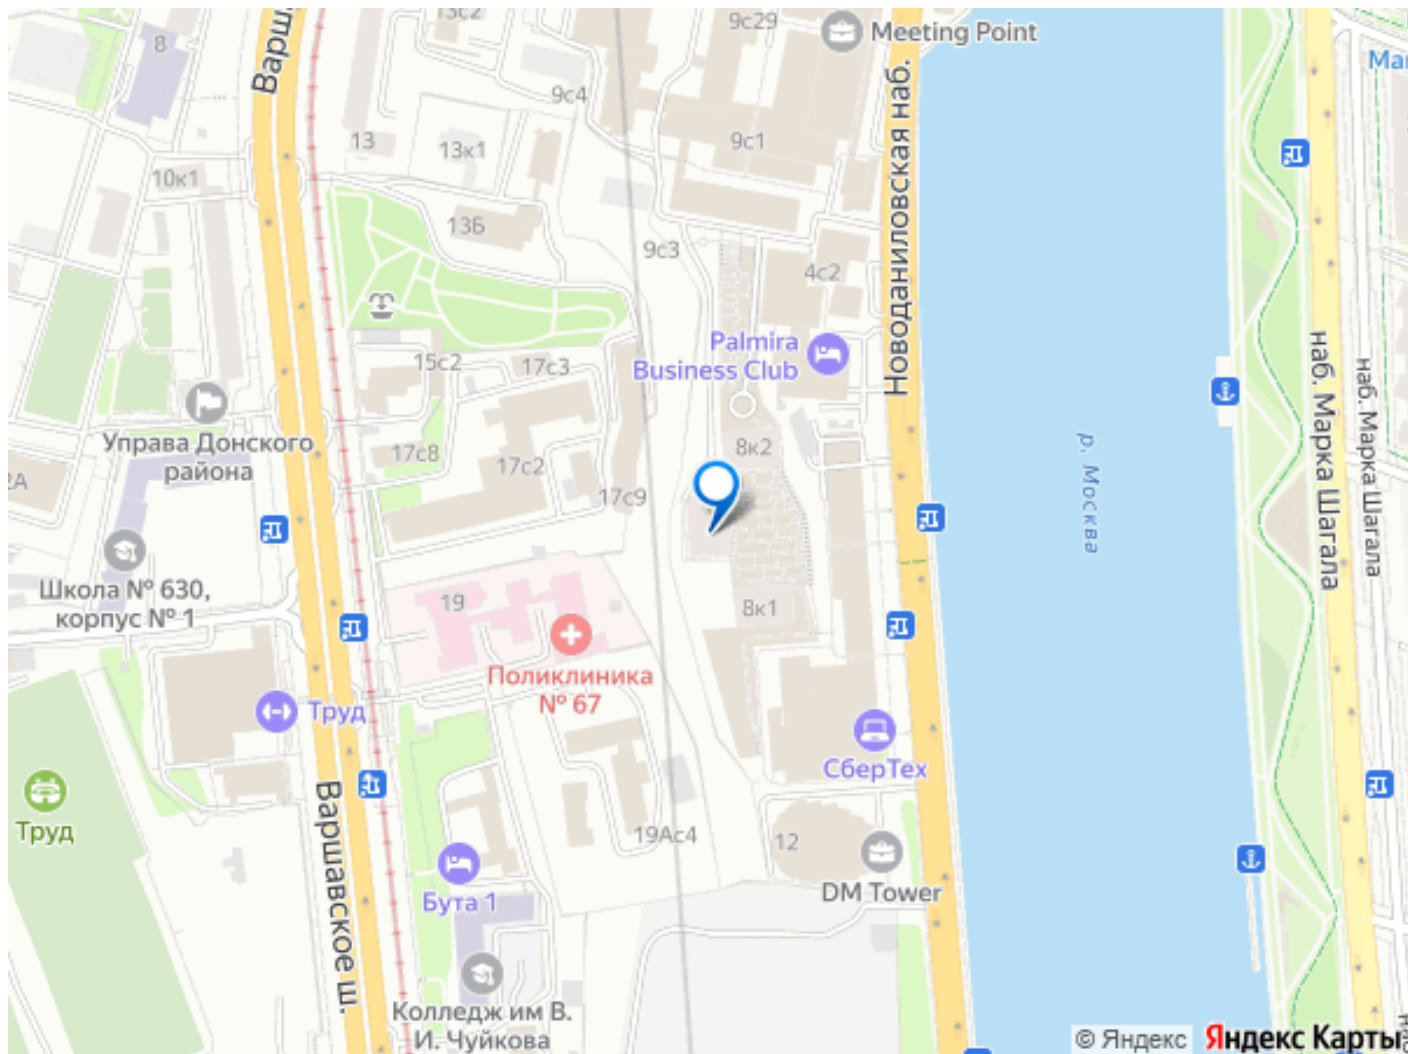 13с2
9с29
Meeting Point
Варш
8
Маг
9с4
Новоданиловская наб.
13
13к1
9с1
10к1
13Б
9с3
4с2
Palmira
Business Club
15с2
17с3
наб. Марка Шагала
наб. Марка Шагала
Управа Донского
района
8к2
17с8
17с2
2А
17с9
р. Москва
Школа № 630,
корпус № 1
19
8к1
Поликлиника
№ 67
Труд
СберТех
Варшавское ш.
Труд
19Ас4
12
DM Tower
Бута 1
Колледж им В.
И. Чуйкова
© Яндекс
Яндекс Карты